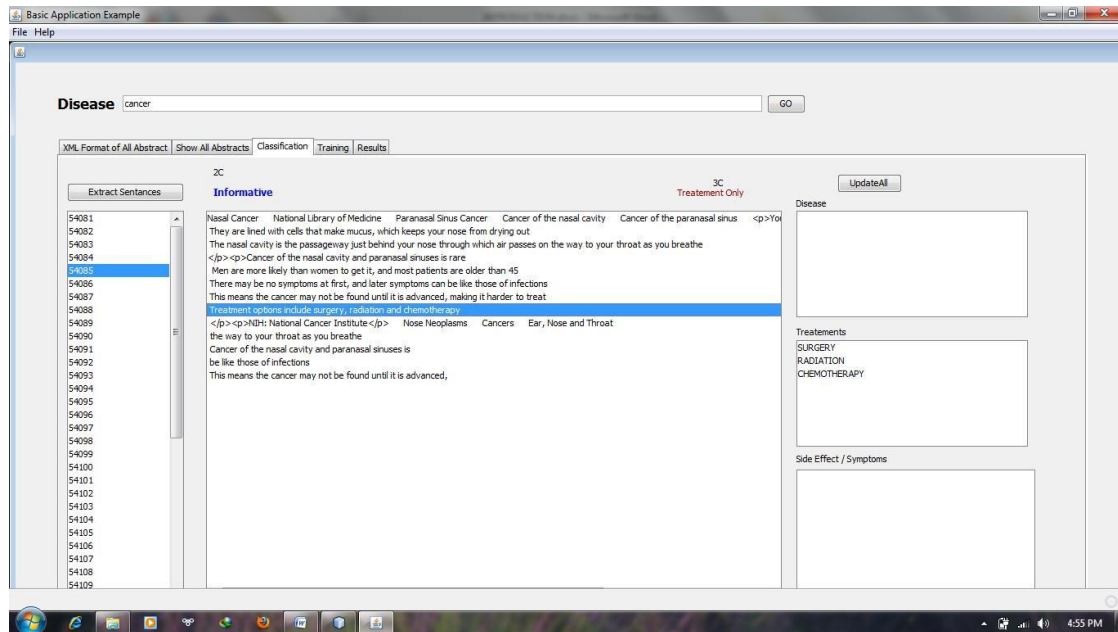 Basic Application Example
File Help
Disease cancer GO
XML Format of All Abstract Show All Abstracts Classification Training Results
2C
3C
Extract Sentances Informative Treatement Only UpdateAll
Disease
54081
54082
54083
54084
54085
54086
54087
54088
54089
54090
54091
54092
54093
54094
54095
54096
54097
54098
54099
54100
54101
54102
54103
54104
54105
54106
54107
54108
54109
Nasal Cancer National Library of Medicine Paranasal Sinus Cancer Cancer of the nasal cavity Cancer of the paranasal sinus <p>You
They are lined with cells that make mucus, which keeps your nose from drying out
The nasal cavity is the passageway just behind your nose through which air passes on the way to your throat as you breathe
</p><p>Cancer of the nasal cavity and paranasal sinuses is rare
Men are more likely than women to get it, and most patients are older than 45
There may be no symptoms at first, and later symptoms can be like those of infections
This means the cancer may not be found until it is advanced, making it harder to treat
Treatment options include surgery, radiation and chemotherapy
</p><p>NIH: National Cancer Institute</p> Nose Neoplasms Cancers Ear, Nose and Throat
the way to your throat as you breathe
Cancer of the nasal cavity and paranasal sinuses is
be like those of infections
This means the cancer may not be found until it is advanced,
Treatements
SURGERY
RADIATION
CHEMOTHERAPY
Side Effect / Symptoms
4:55 PM